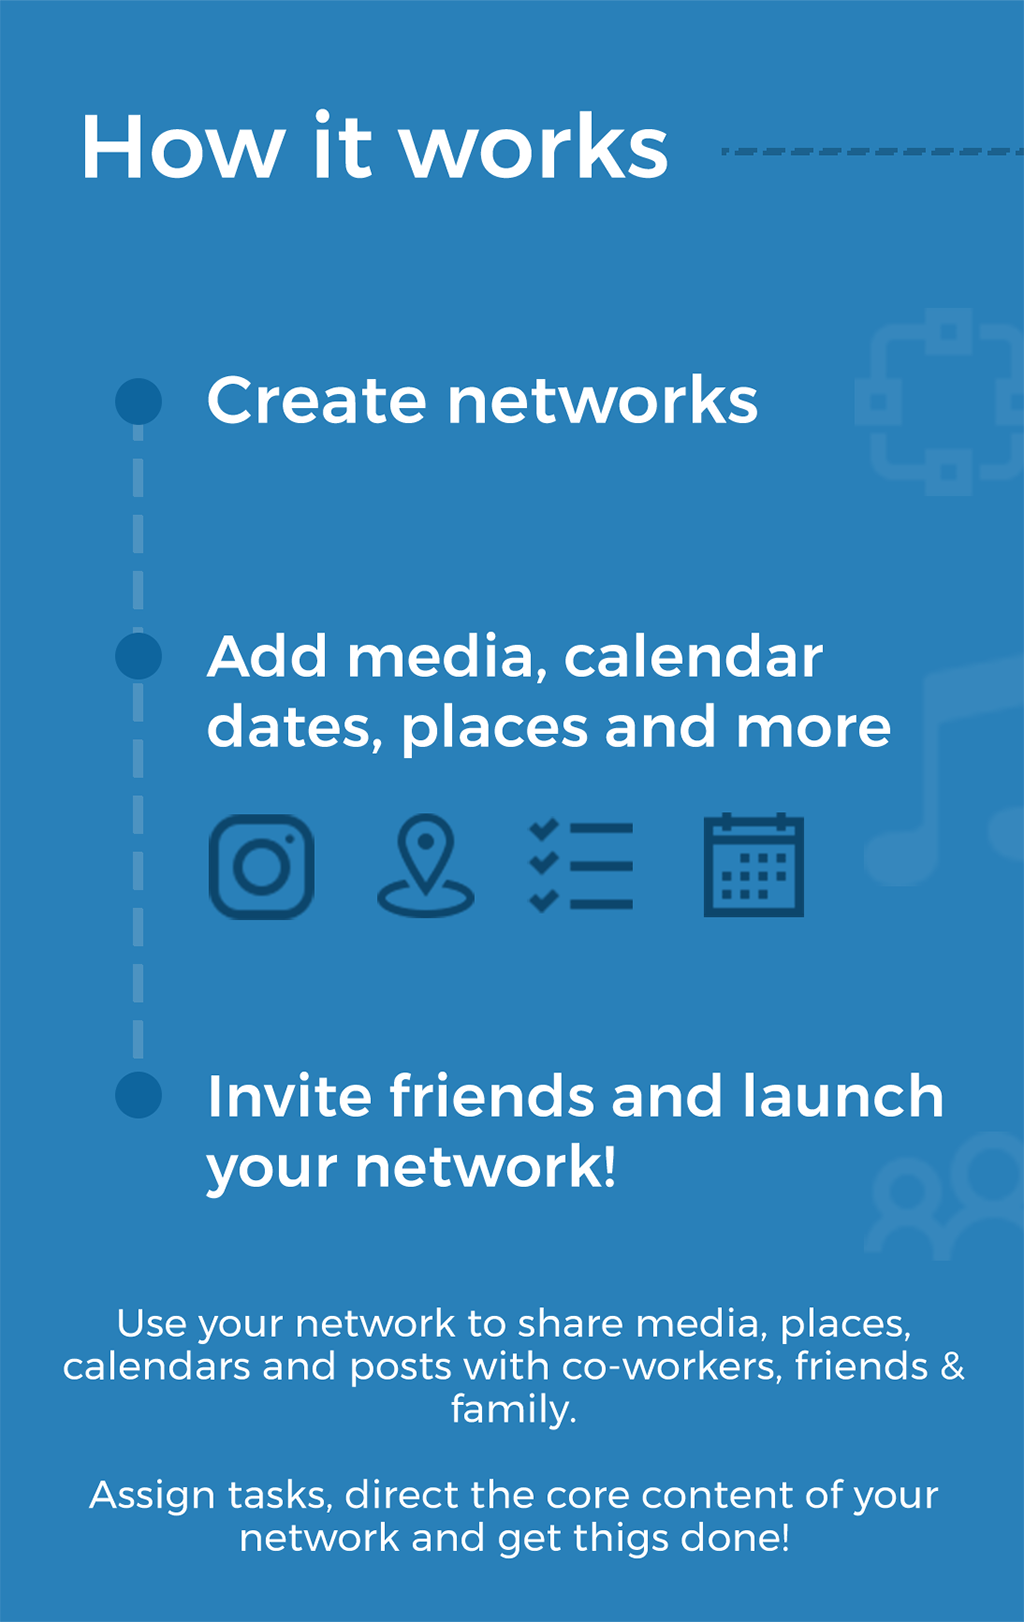 How it works
Create networks
Add media, calendar
dates, places and more
Invite friends and launch
your network!
Use your network to share media, places,
calendars and posts with co-workers, friends &
family.
Assign tasks, direct the core content of your
network and get thigs done!